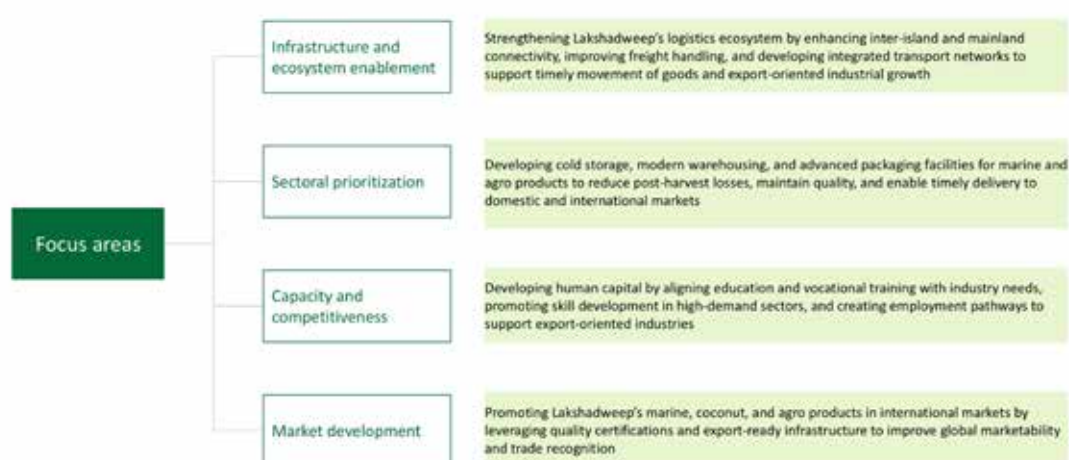 Focus areas
Infrastructure and
ecosystem enablement
Strengthening Lakshadweep's logistics ecosystem by enhancing inter-island and mainland
connectivity, improving freight handling, and developing integrated transport networks to
support timely movement of goods and export-oriented industrial growth
Sectoral prioritization
Developing cold storage, modern warehousing, and advanced packaging facilities for marine and
agro products to reduce post-harvest losses, maintain quality, and enable timely delivery to
domestic and international markets
Capacity and
competitiveness
Developing human capital by aligning education and vocational training with industry needs,
promoting skill development in high-demand sectors, and creating employment pathways to
support export-oriented industries
Market development
Promoting Lakshadweep's marine, coconut, and agro products in international markets by
leveraging quality certifications and export-ready infrastructure to improve global marketability
and trade recognition